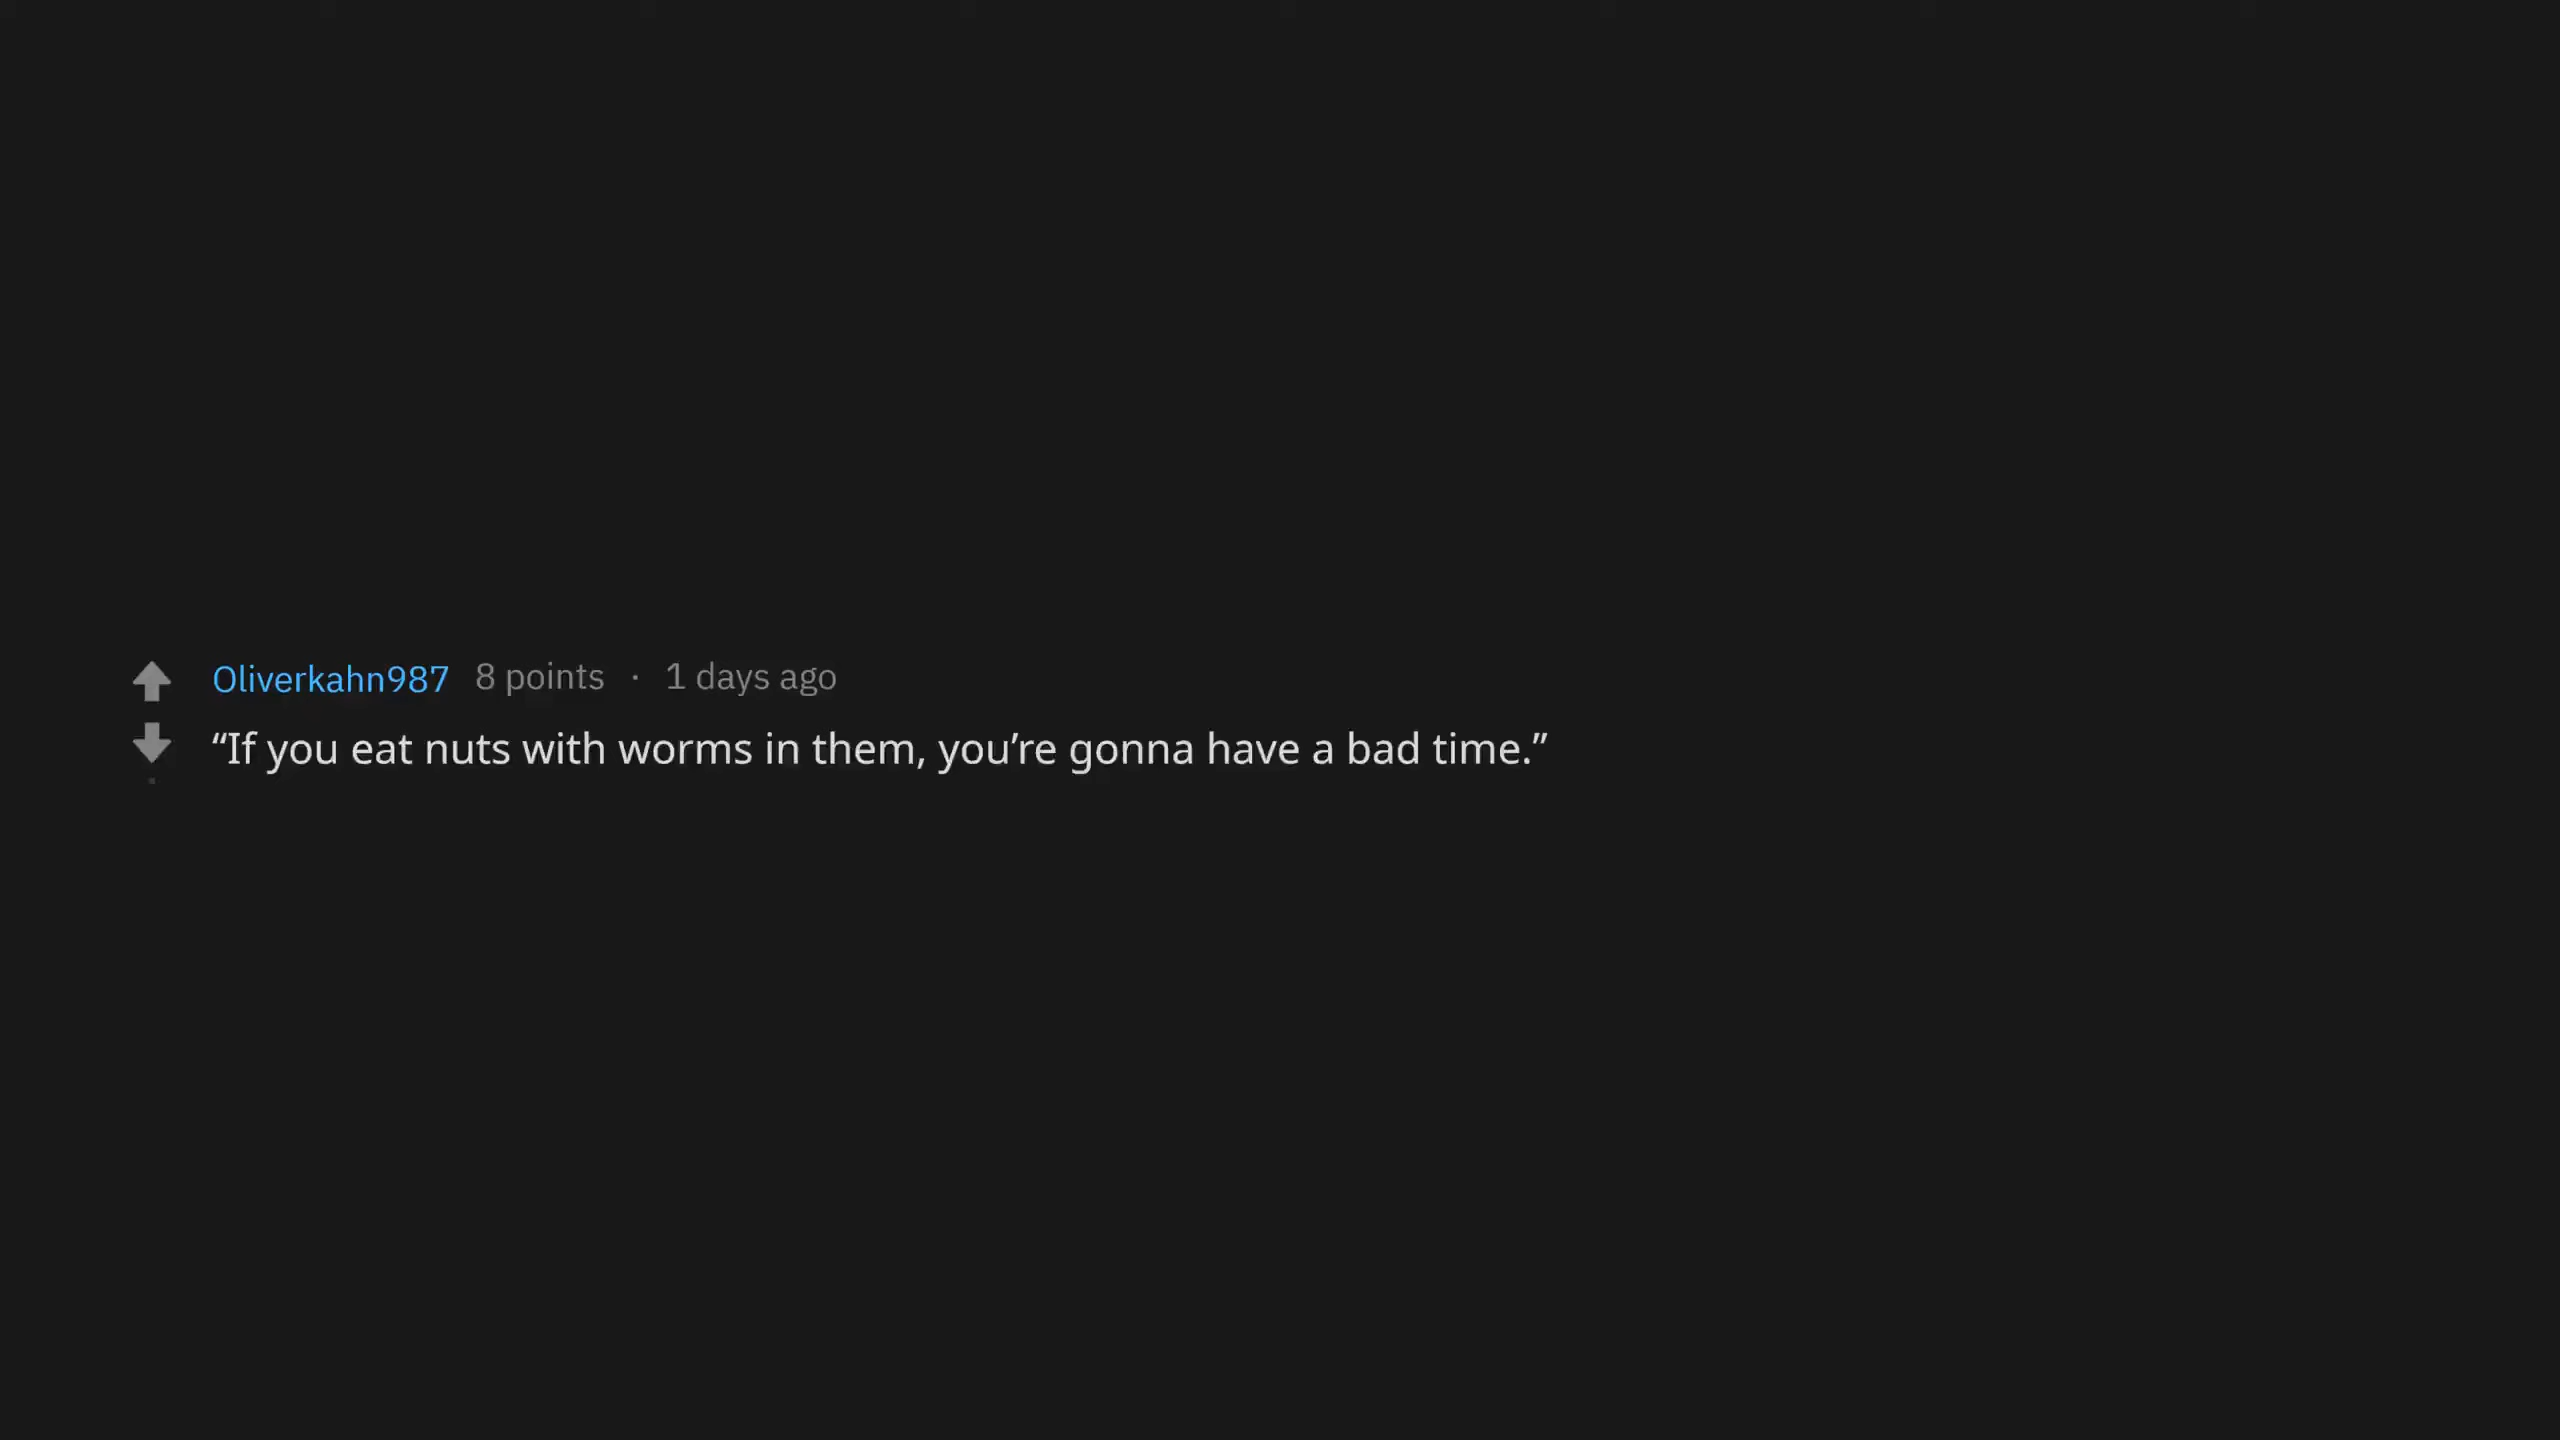 Oliverkahn987 8 points · 1 days ago
“If you eat nuts with worms in them, you’re gonna have a bad time.”